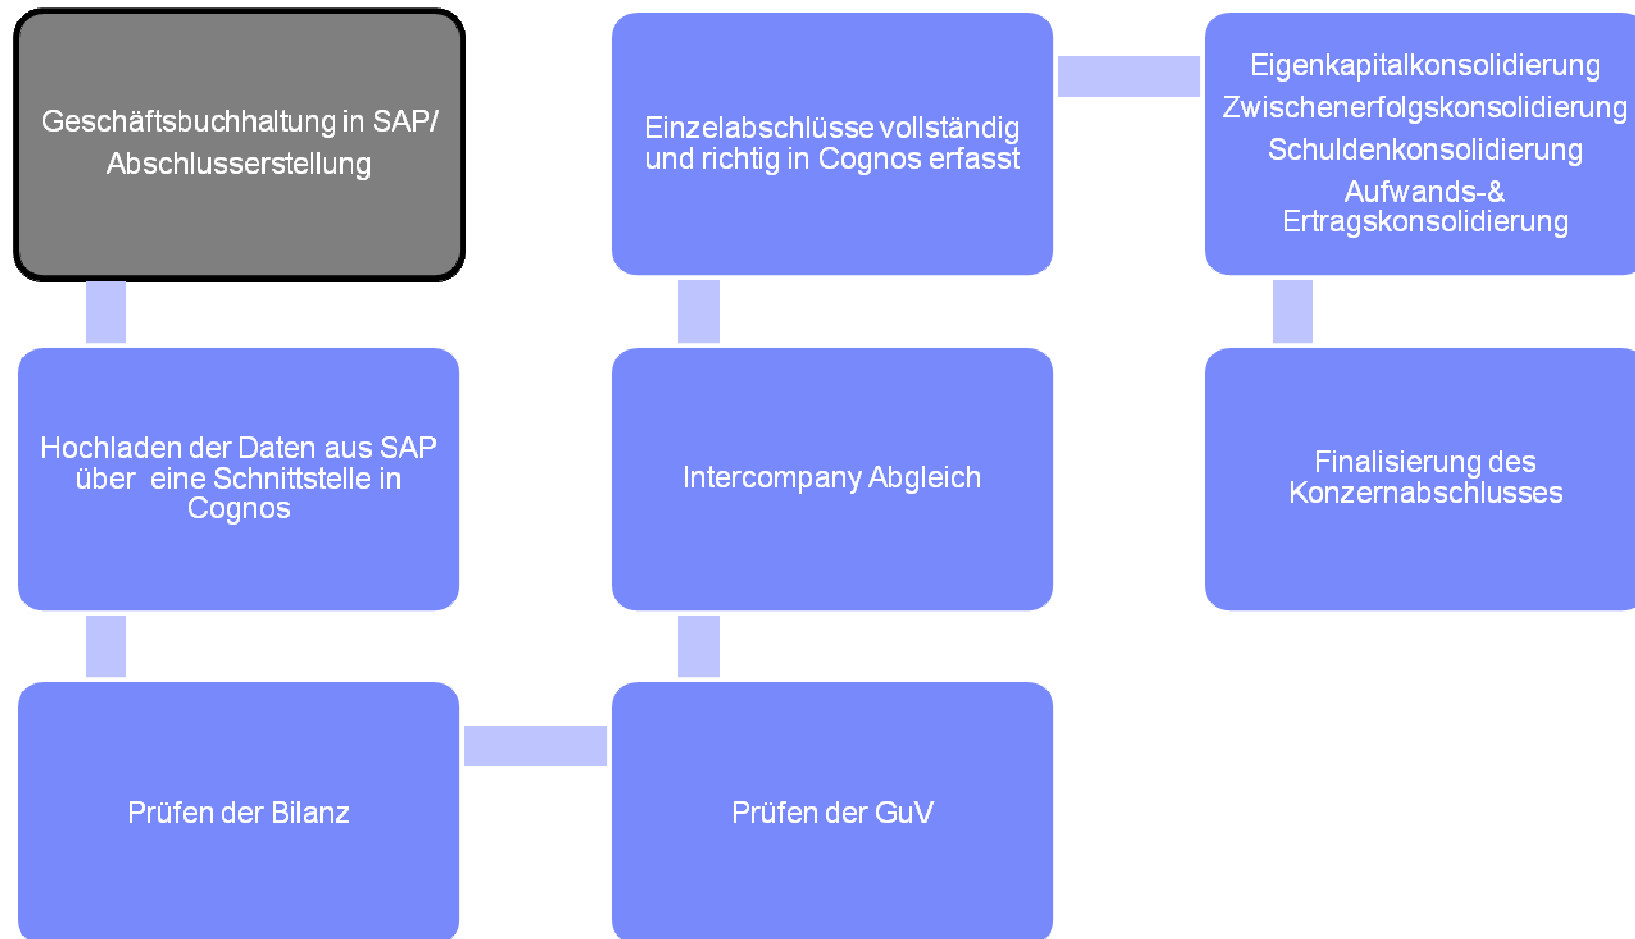 Geschäftsbuchhaltung in SAP/
Abschlusserstellung
Hochladen der Daten aus SAP
über eine Schnittstelle in
Cognos
Prüfen der Bilanz
Prüfen der GuV
Intercompany Abgleich
Einzelabschlüsse vollständig
und richtig in Cognos erfasst
Eigenkapitalkonsolidierung
Zwischenerfolgskonsolidierung
Schuldenkonsolidierung
Aufwands-&
Ertragskonsolidierung
Finalisierung des
Konzernabschlusses